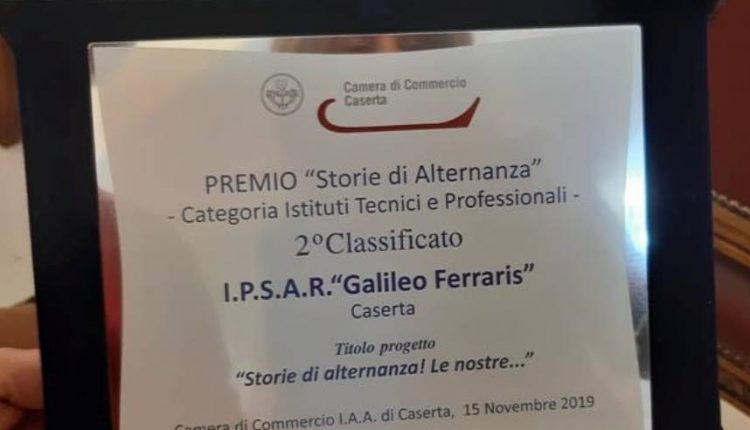 Camera di Commercio
Caserta
PREMIO “Storie di Alternanza”
- Categoria Istituti Tecnici e Professionali -
2°Classificato
I.P.S.A.R.“Galileo Ferraris”
Caserta
Titolo progetto
“Storie di alternanza! Le nostre...”
Camera di Commercio I.A.A. di Caserta, 15 Novembre 2019